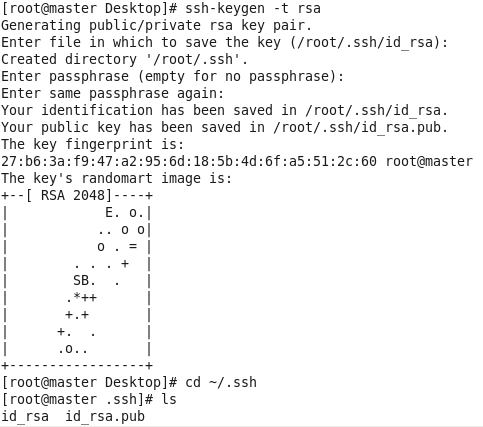 [root@master Desktop]# ssh-keygen -t rsa
Generating public/private rsa key pair.
Enter file in which to save the key (/root/.ssh/id_rsa):
Created directory '/root/.ssh'.
Enter passphrase (empty for no passphrase):
Enter same passphrase again:
Your identification has been saved in /root/.ssh/id_rsa.
Your public key has been saved in /root/.ssh/id_rsa.pub.
The key fingerprint is:
27:b6:3a:f9:47:a2:95:6d:18:5b:4d:6f:a5:51:2c:60 root@master
The key's randomart image is:
+--[ RSA 2048]----+
|            E. o.|
|           .. o o|
|           o . = |
|        . . . +  |
|        SB.  .   |
|       .*++      |
|       +.+       |
|      +.  .      |
|      .o..       |
+-----------------+
[root@master Desktop]# cd ~/.ssh
[root@master .ssh]# ls
id_rsa  id_rsa.pub